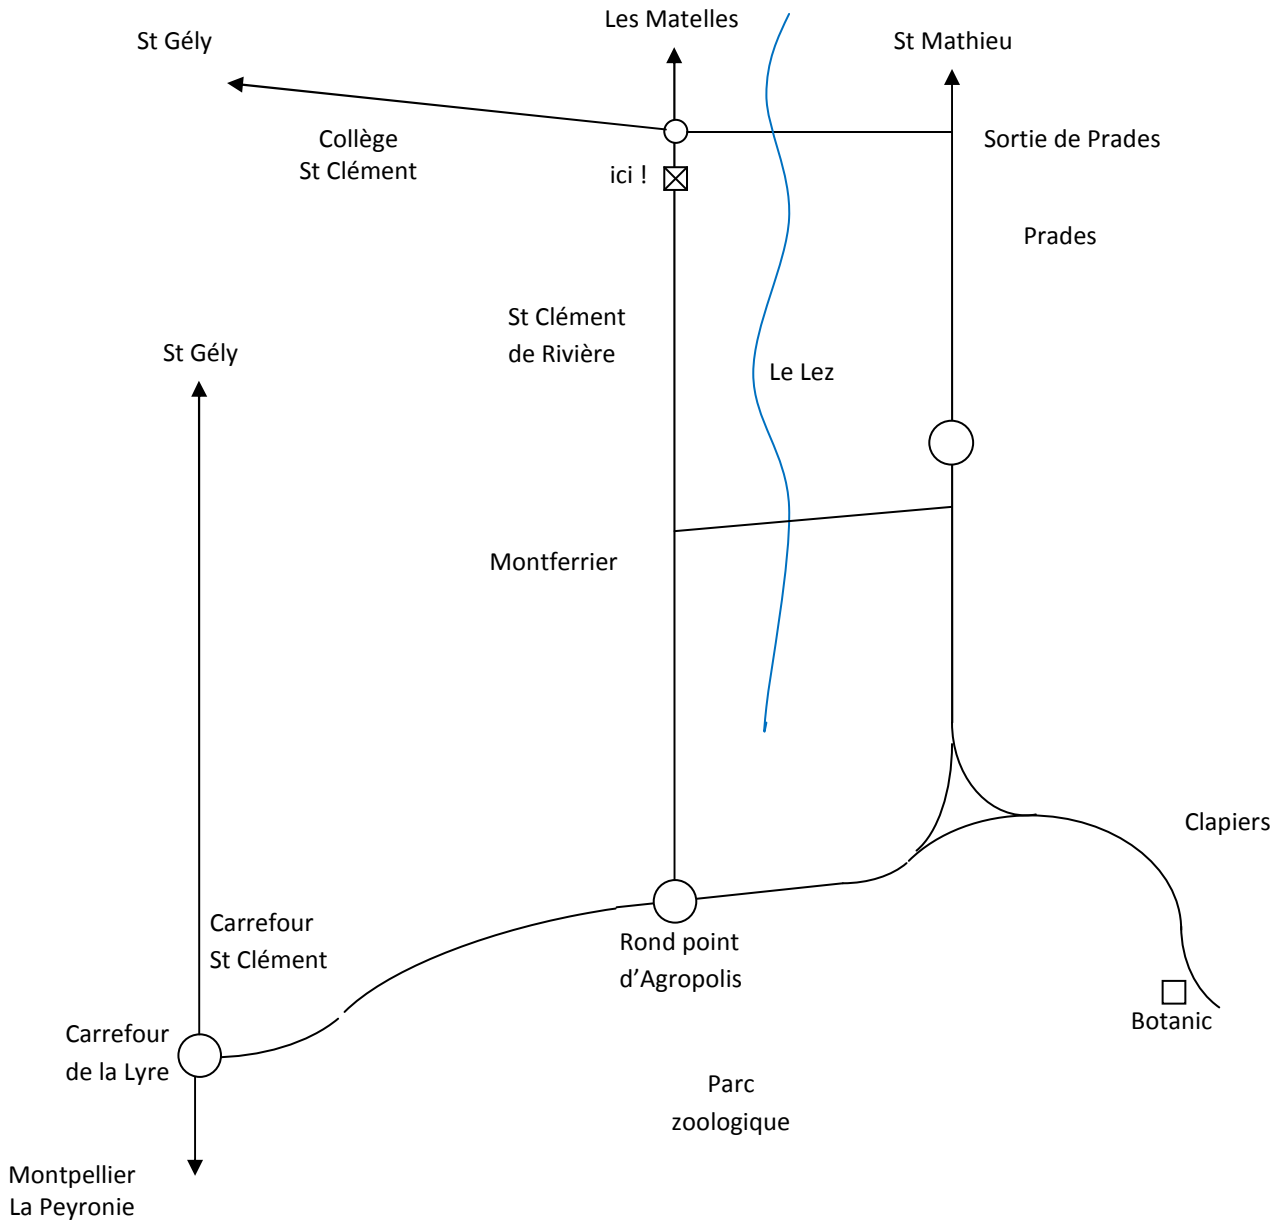 Les Matelles
St Gély
St Mathieu
Collège
St Clément
Sortie de Prades
ici !
Prades
St Clément
de Rivière
St Gély
Le Lez
Montferrier
Clapiers
Carrefour
St Clément
Rond point
d’Agropolis
Botanic
Carrefour
de la Lyre
Parc
zoologique
Montpellier
La Peyronie